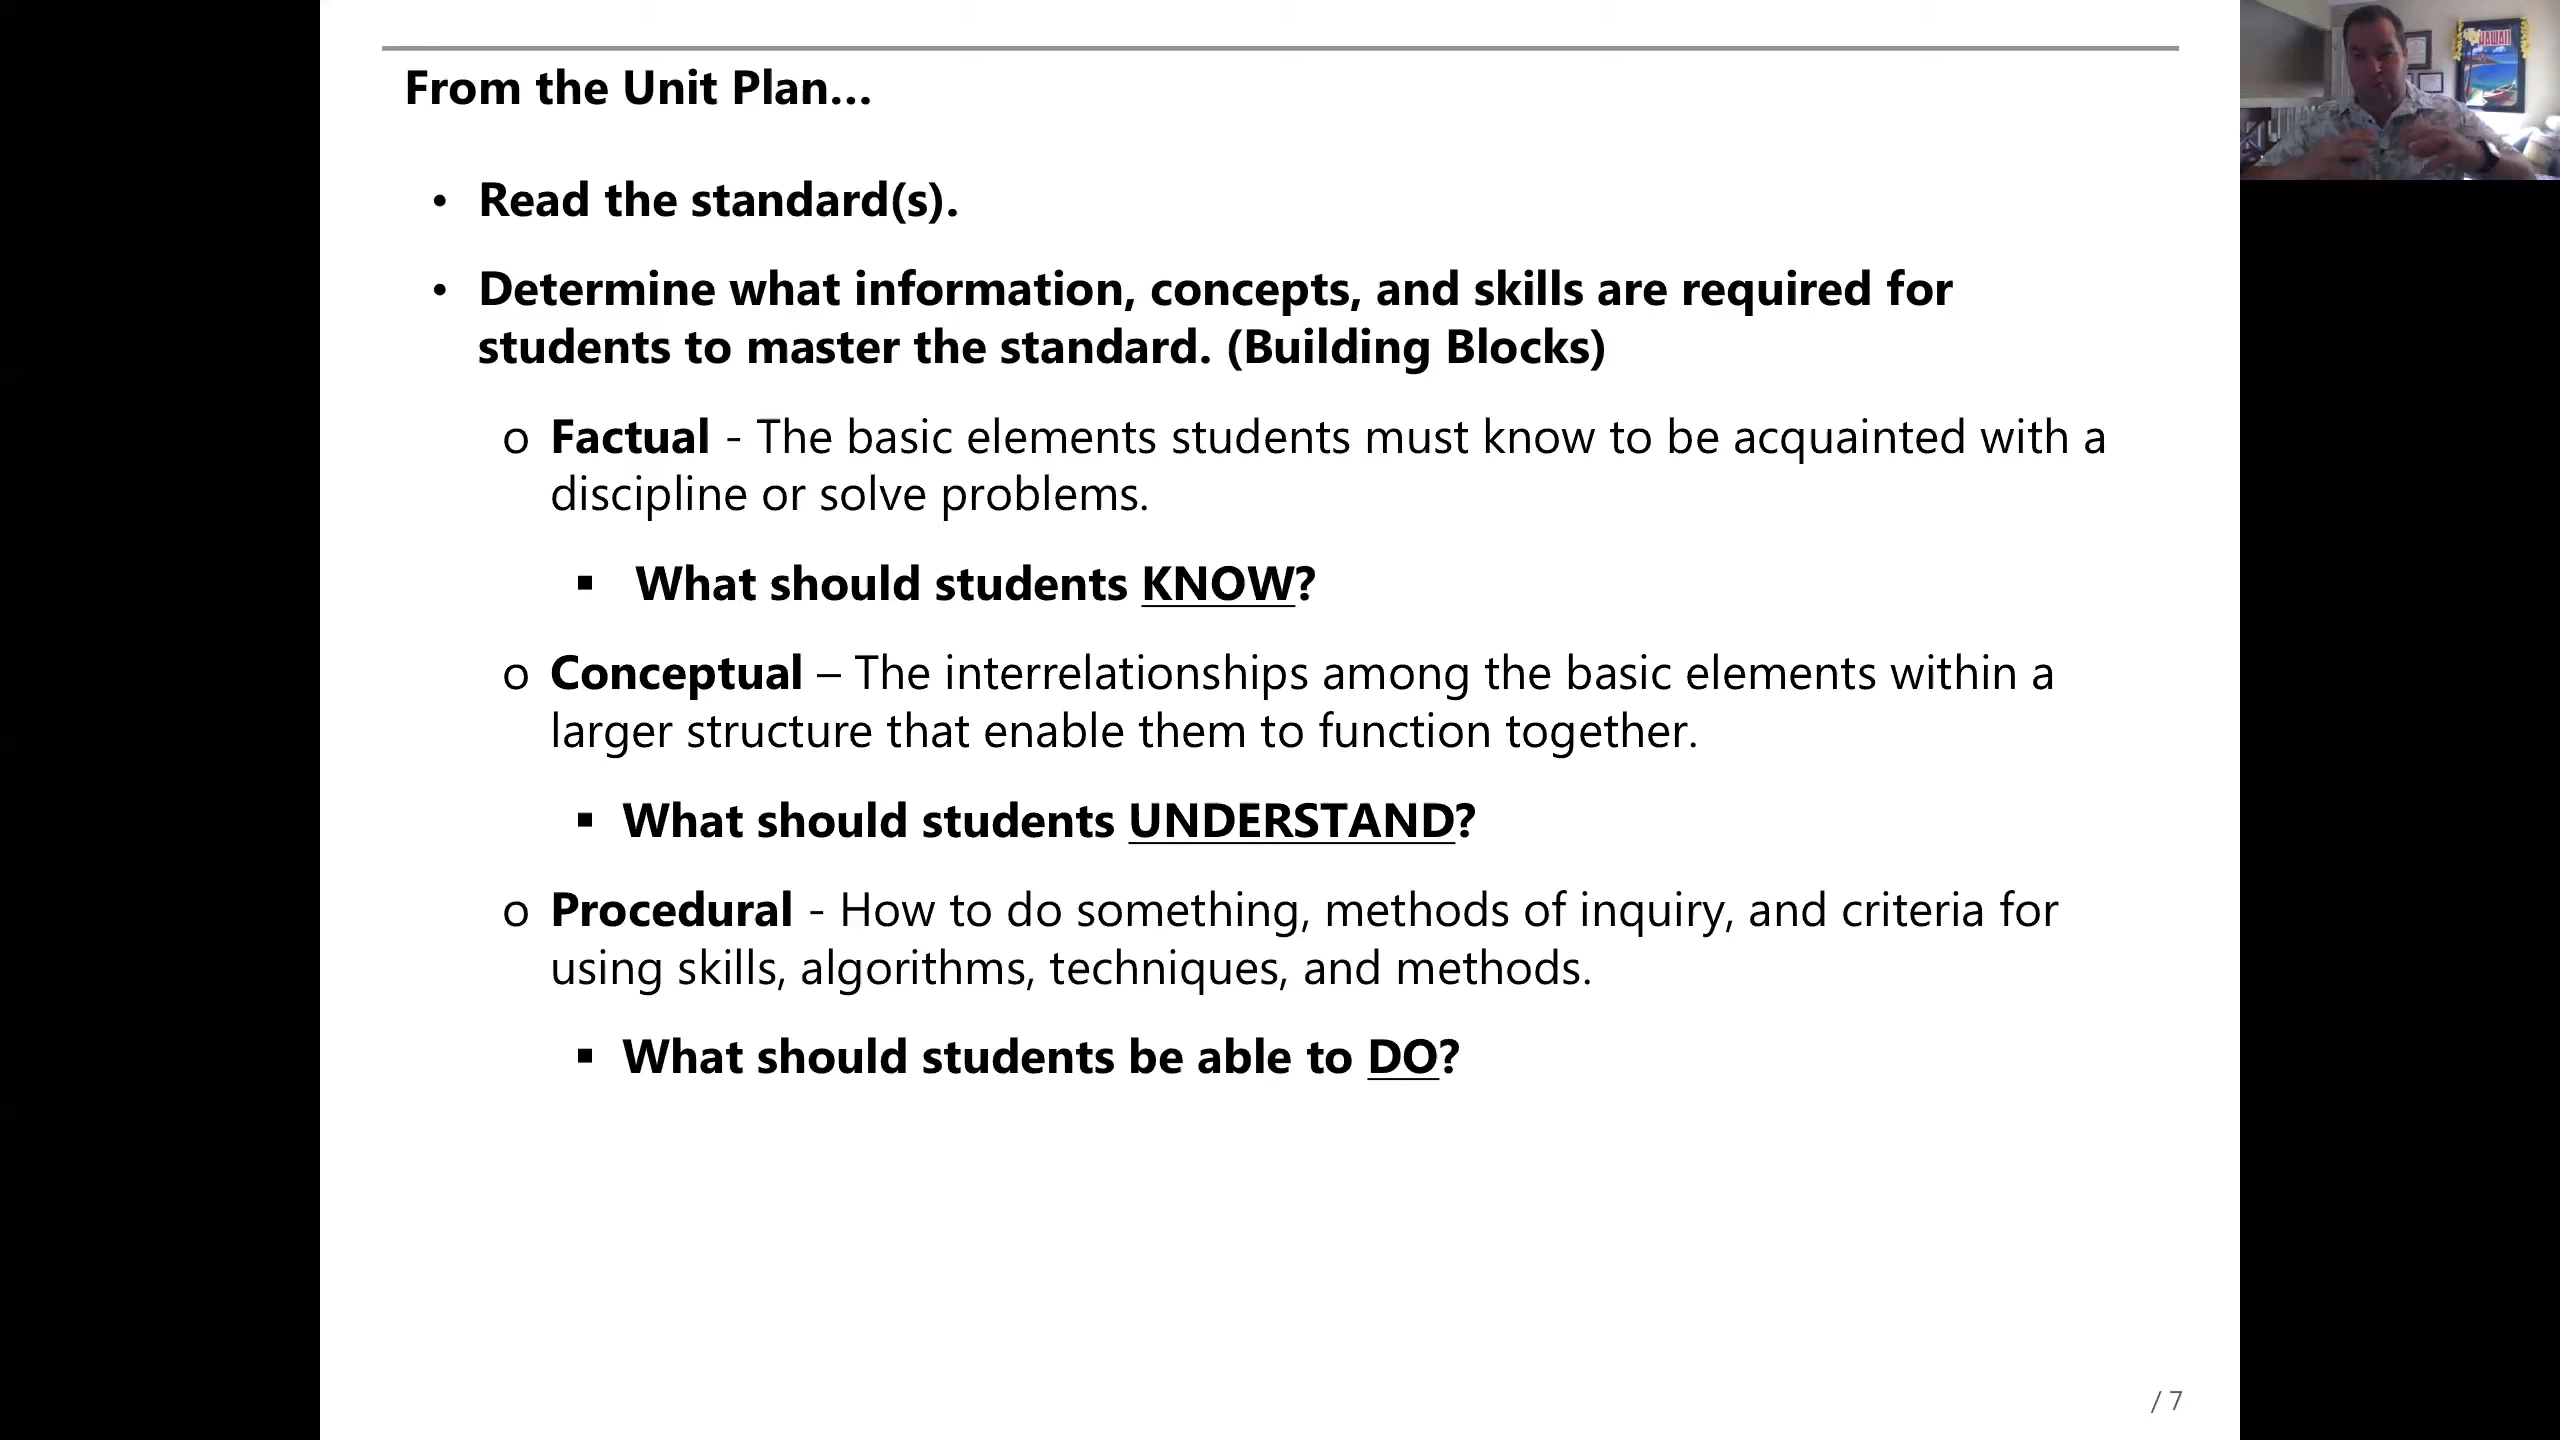 From the Unit Plan...
• Read the standard(s).
• Determine what information, concepts, and skills are required for
students to master the standard. (Building Blocks)
o Factual - The basic elements students must know to be acquainted with a
discipline or solve problems.
▪ What should students KNOW?
o Conceptual – The interrelationships among the basic elements within a
larger structure that enable them to function together.
▪ What should students UNDERSTAND?
o Procedural - How to do something, methods of inquiry, and criteria for
using skills, algorithms, techniques, and methods.
▪ What should students be able to DO?
/ 7
HAWAII